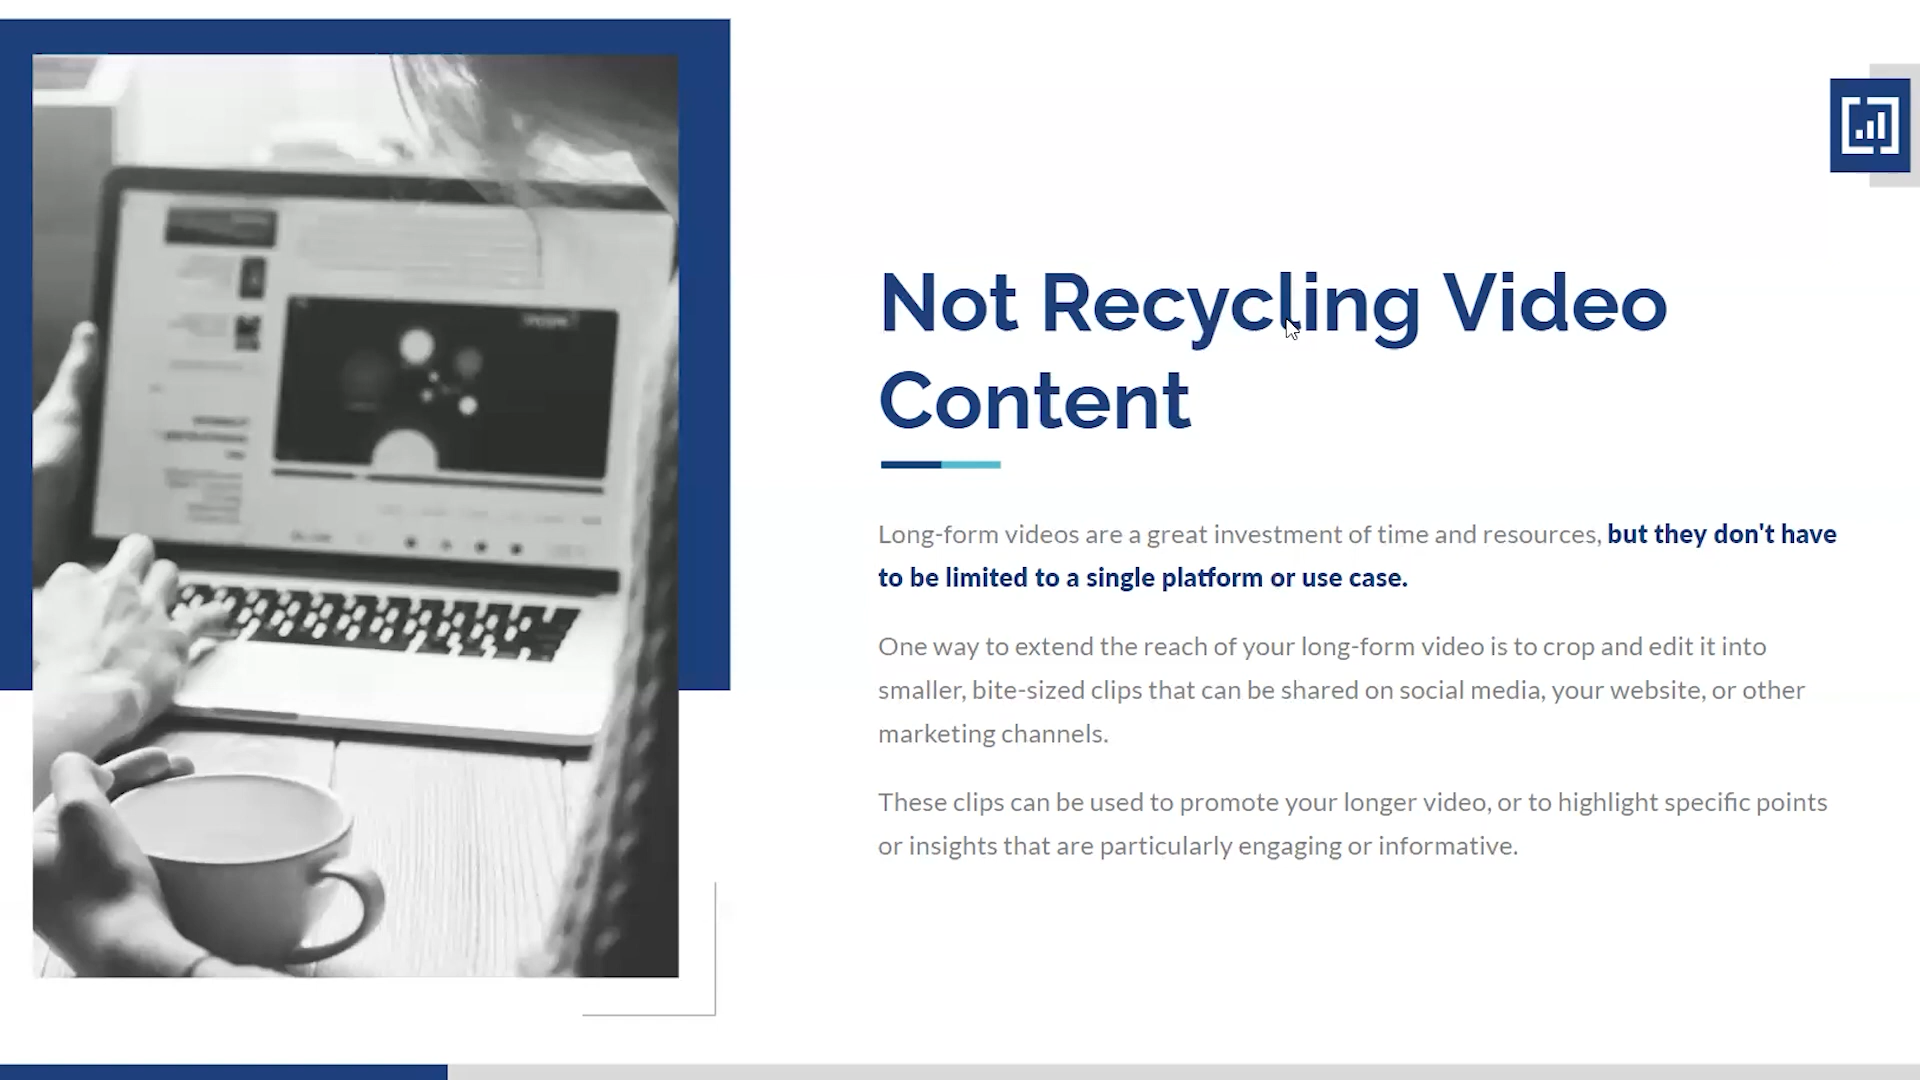 Not Recycling Video
Content
Long-form videos are a great investment of time and resources, but they don't have
to be limited to a single platform or use case.
One way to extend the reach of your long-form video is to crop and edit it into
smaller, bite-sized clips that can be shared on social media, your website, or other
marketing channels.
These clips can be used to promote your longer video, or to highlight specific points
or insights that are particularly engaging or informative.